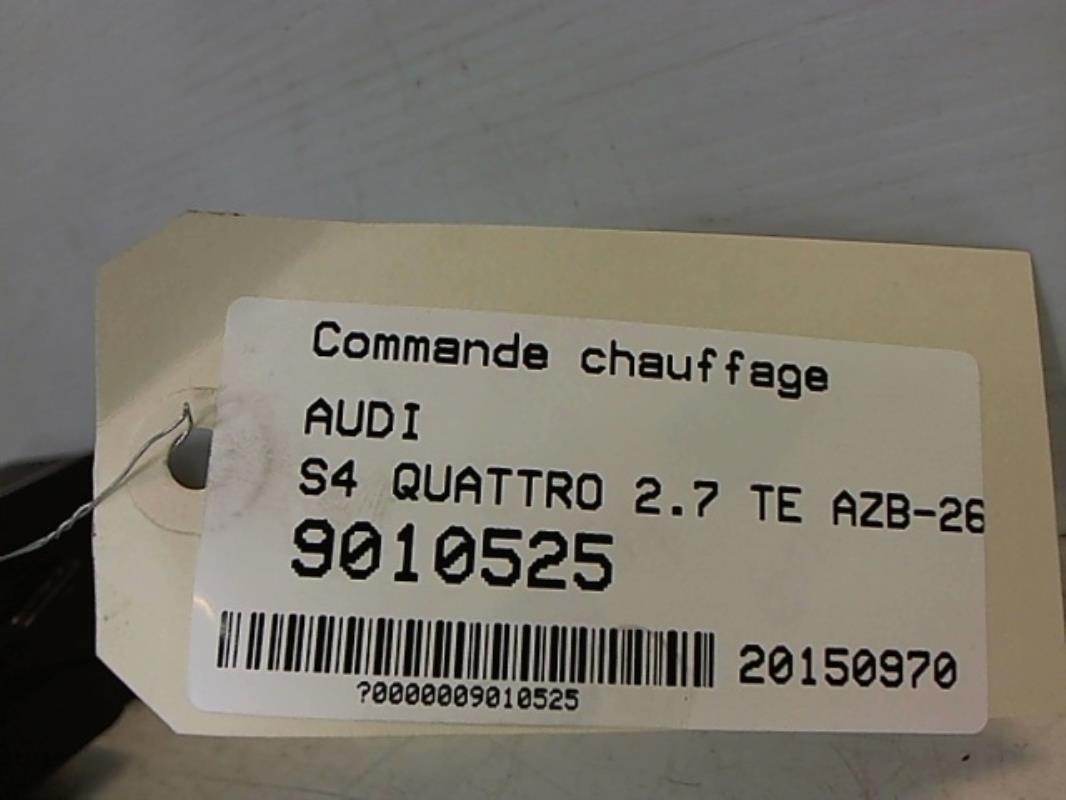 Commande chauffage
AUDI
S4 QUATTRO 2.7 TE AZB-26
9010525
20150970
?0000009010525